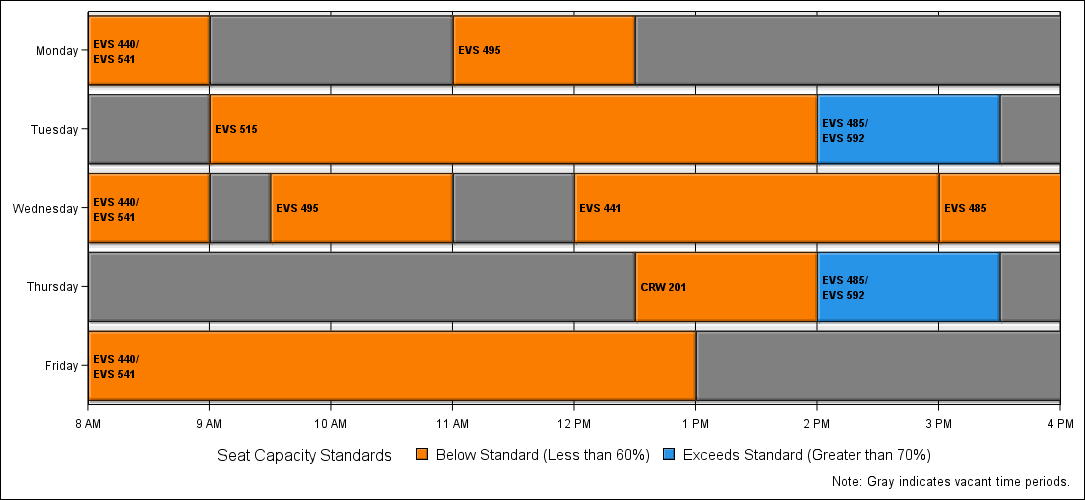 Monday
EVS 440/
EVS 541
EVS 495
Tuesday
EVS 515
EVS 485/
EVS 592
Wednesday
EVS 440/
EVS 541
EVS 495
EVS 441
EVS 485
Thursday
CRW 201
EVS 485/
EVS 592
Friday
EVS 440/
EVS 541
8 AM 9 AM 10 AM 11 AM 12 PM 1 PM 2 PM 3 PM 4 PM
Seat Capacity Standards Below Standard (Less than 60%) Exceeds Standard (Greater than 70%)
Note: Gray indicates vacant time periods.